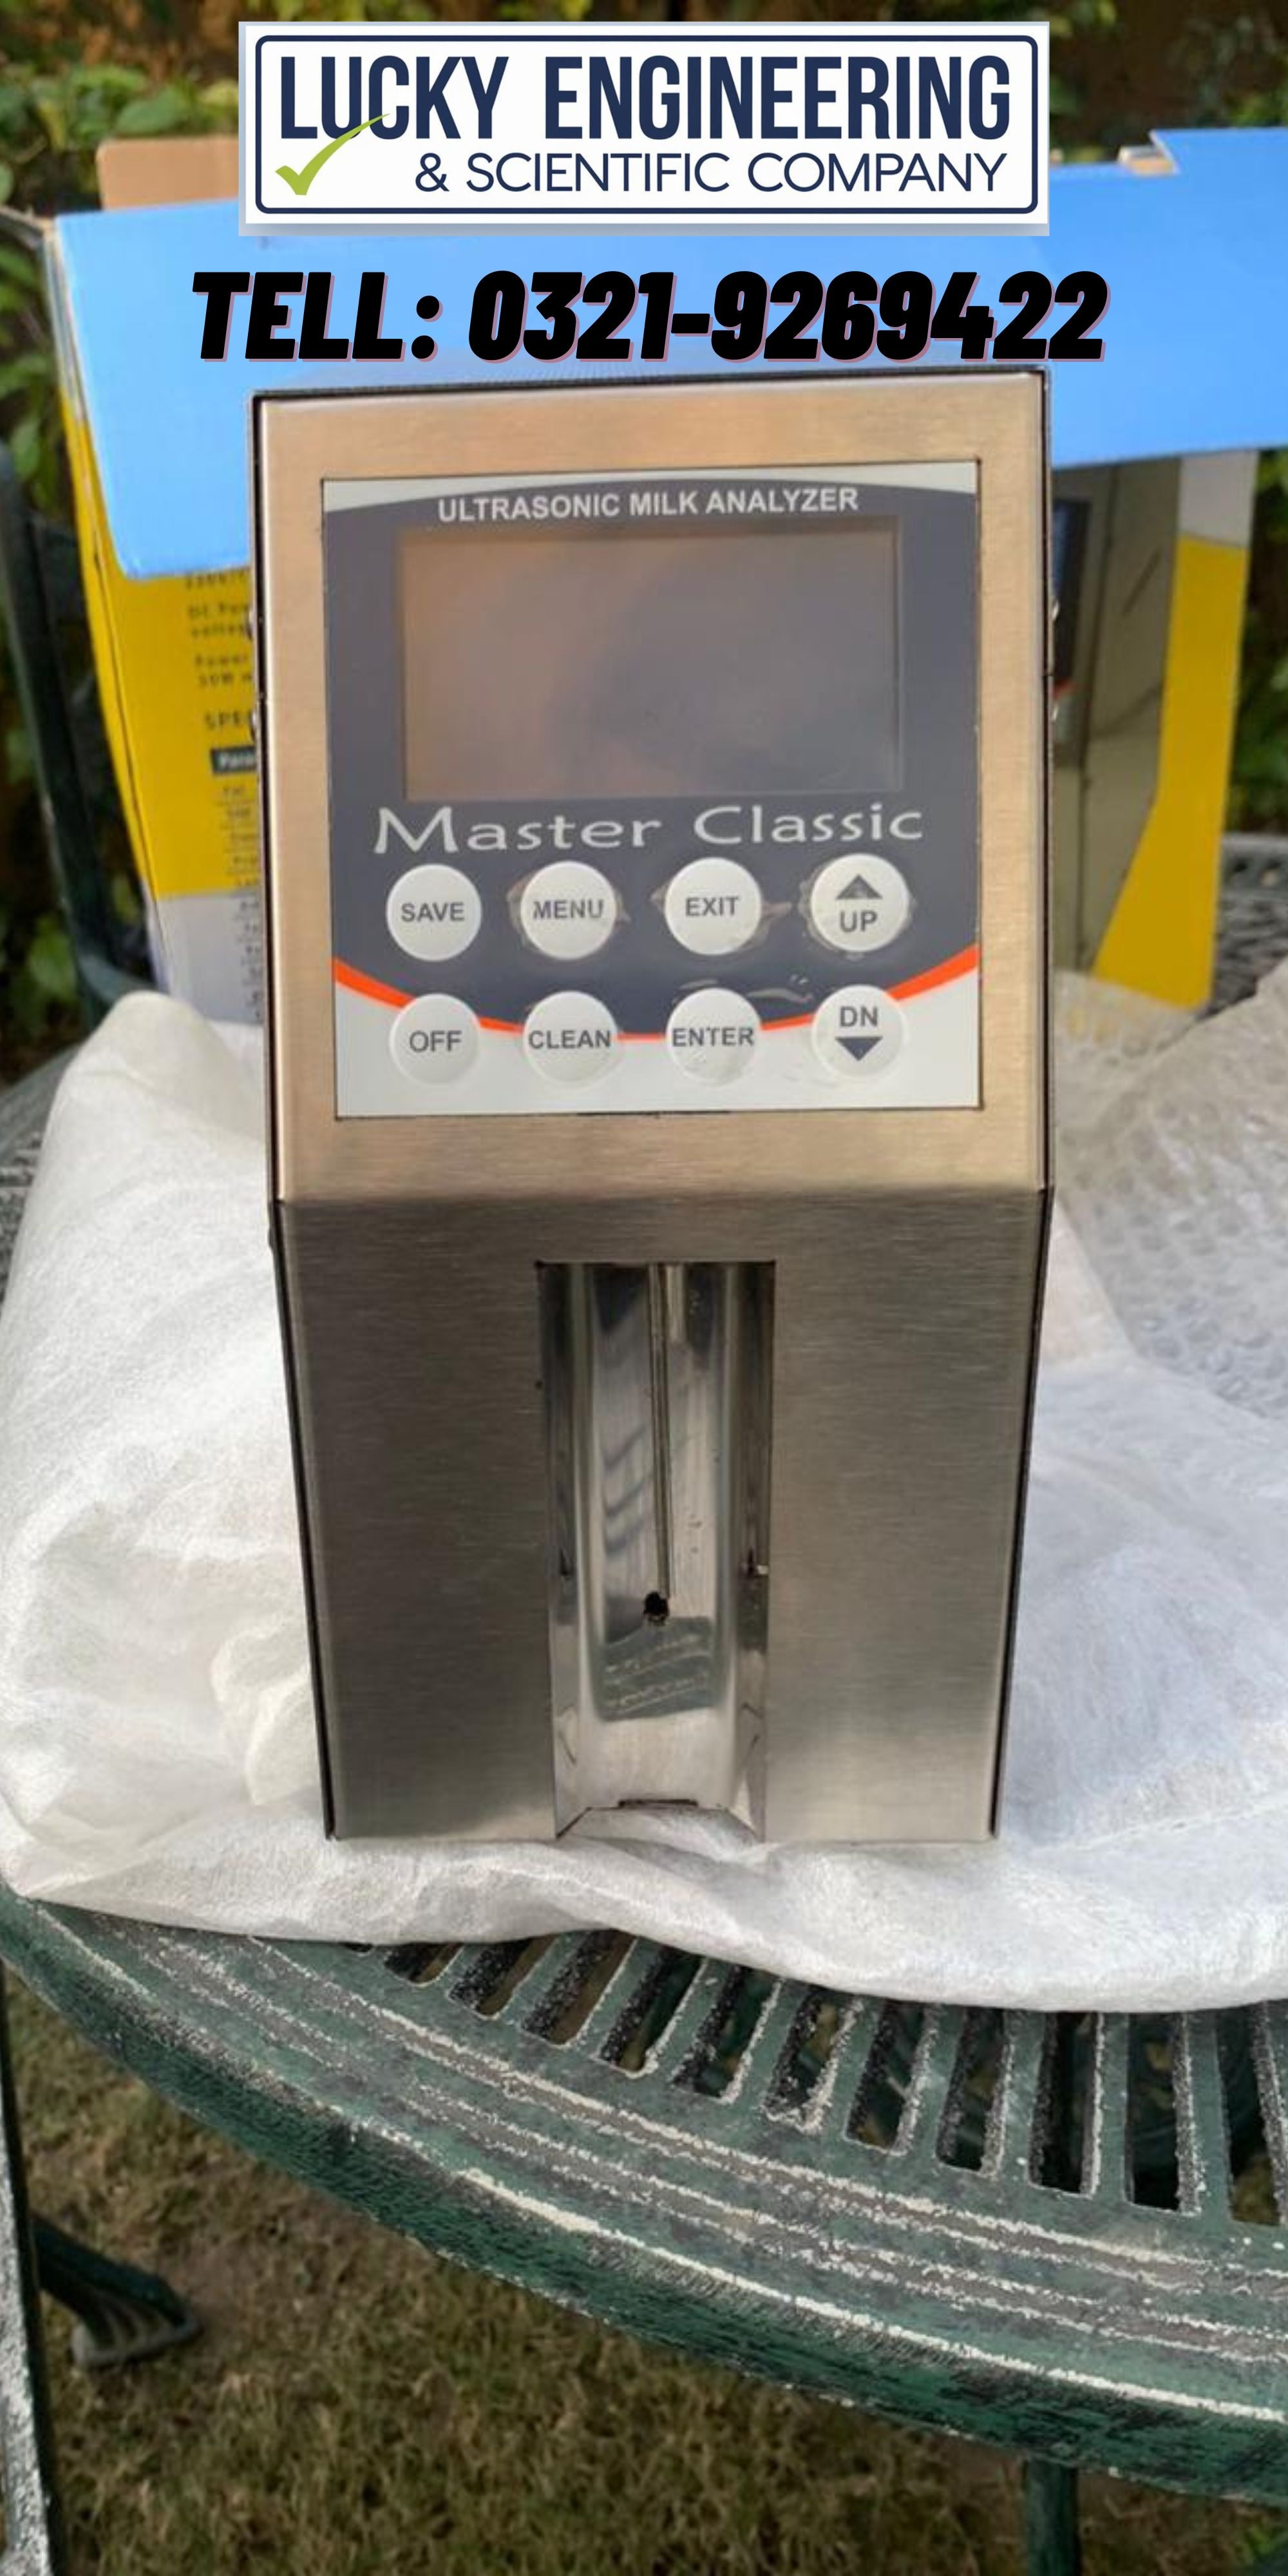 LUCKY ENGINEERING
& SCIENTIFIC COMPANY
TELL: 0321-9269422
ULTRASONIC MILK ANALYZER
Master Classic
SAVE MENU EXIT UP
OFF CLEAN ENTER DN